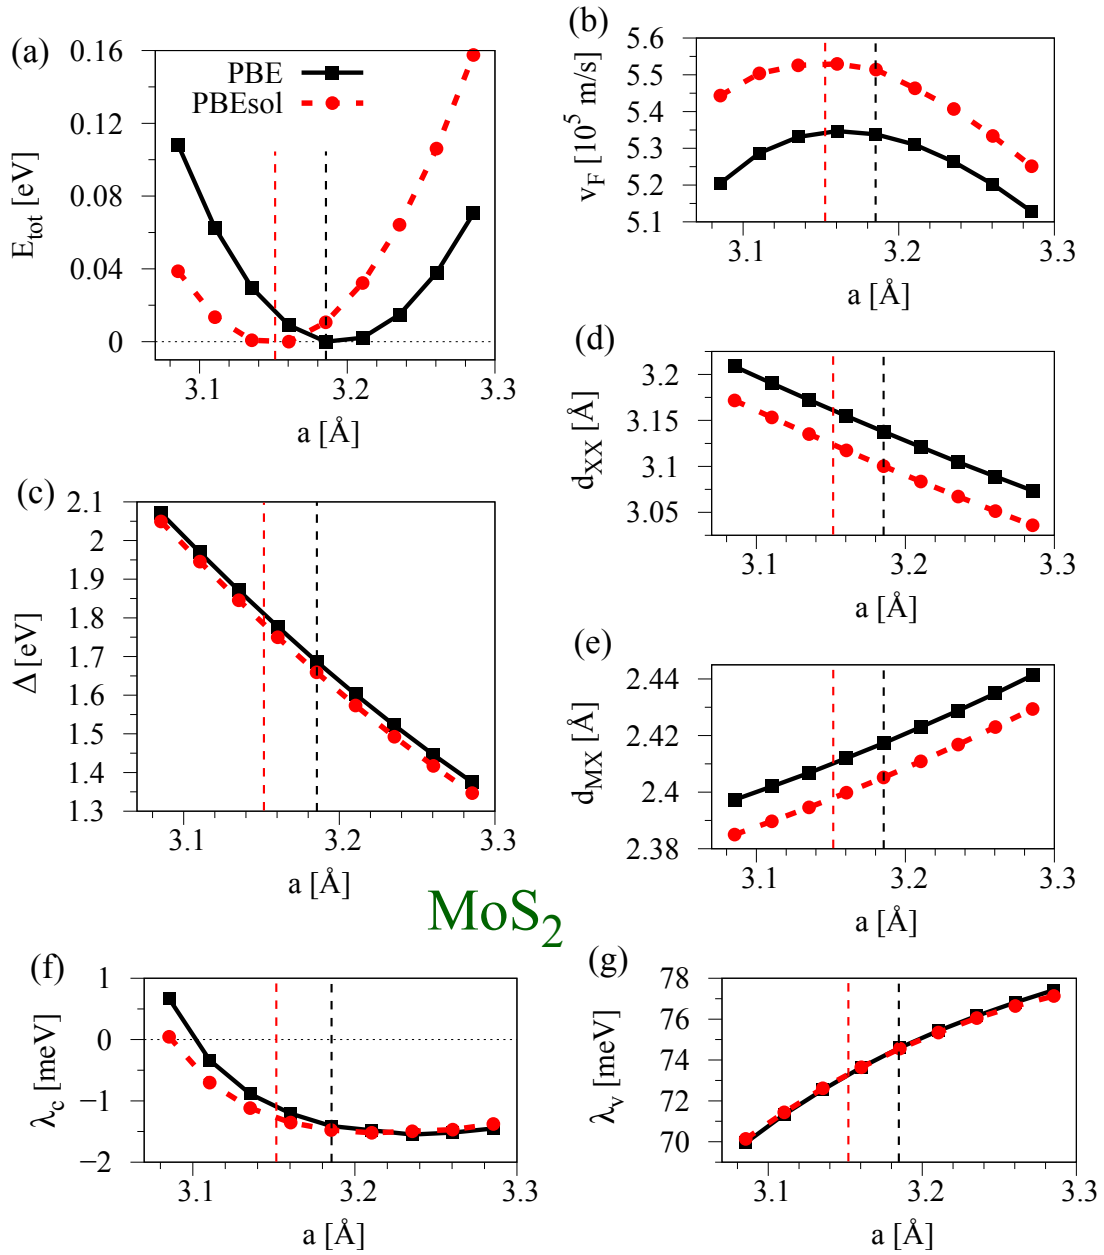 (a)
0.16
0.12
0.08
0.04
0
E_tot [eV]
PBE
PBEsol
3.1
3.2
3.3
a [Å]
(b)
5.6
5.5
5.4
5.3
5.2
5.1
v_F [10^5 m/s]
3.1
3.2
3.3
a [Å]
(c)
2.1
2
1.9
1.8
1.7
1.6
1.5
1.4
1.3
Δ [eV]
3.1
3.2
3.3
a [Å]
(d)
3.2
3.15
3.1
3.05
d_XX [Å]
3.1
3.2
3.3
a [Å]
(e)
2.44
2.42
2.4
2.38
d_MX [Å]
3.1
3.2
3.3
a [Å]
MoS₂
(f)
1
0
−1
−2
λ_c [meV]
3.1
3.2
3.3
a [Å]
(g)
78
76
74
72
70
λ_v [meV]
3.1
3.2
3.3
a [Å]